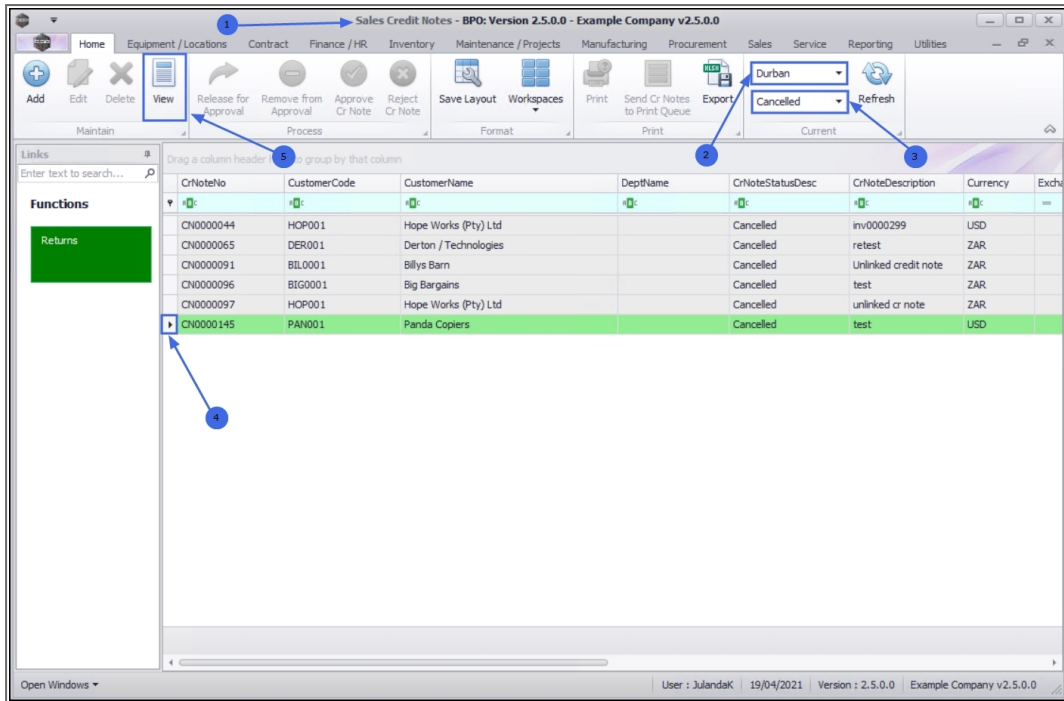 1
Sales Credit Notes - BPO: Version 2.5.0.0 - Example Company v2.5.0.0
Home Equipment / Locations Contract Finance / HR Inventory Maintenance / Projects Manufacturing Procurement Sales Service Reporting Utilities
Add Edit Delete View Release for Approval Remove from Approval Approve Cr Note Reject Cr Note Save Layout Workspaces Print Send Cr Notes to Print Queue Export Durban Cancelled Refresh
Maintain Process Format Print Current
5 2 3
Links
Drag a column header to group by that column
Enter text to search...
Functions
Returns
CrNoteNo CustomerCode CustomerName DeptName CrNoteStatusDesc CrNoteDescription Currency Excha
CN0000044 HOP001 Hope Works (Pty) Ltd Cancelled inv0000299 USD
CN0000065 DER001 Derton / Technologies Cancelled retest ZAR
CN0000091 BIL0001 Billys Barn Cancelled Unlinked credit note ZAR
CN0000096 BIG0001 Big Bargains Cancelled test ZAR
CN0000097 HOP001 Hope Works (Pty) Ltd Cancelled unlinked cr note ZAR
CN0000145 PAN001 Panda Copiers Cancelled test USD
4
Open Windows User : JulandaK 19/04/2021 Version : 2.5.0.0 Example Company v2.5.0.0